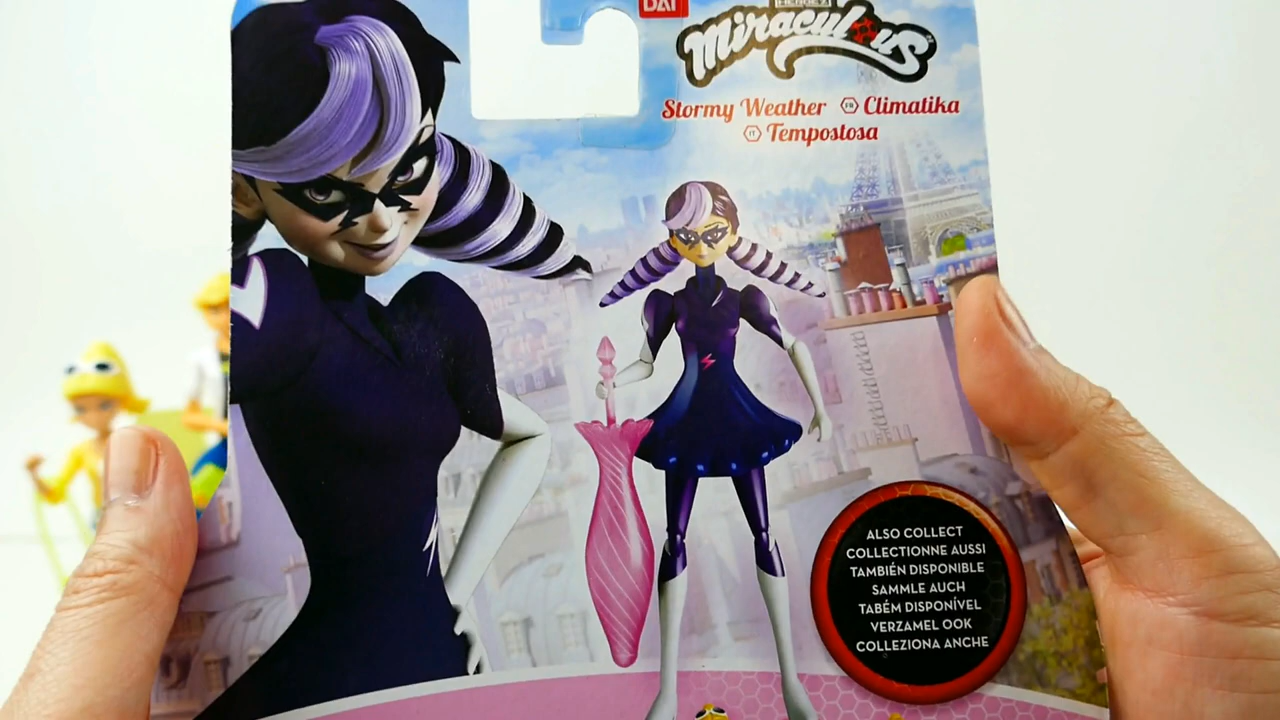 DAI
Miraculous
Stormy Weather FR Climatika
IT Tempostosa
ALSO COLLECT
COLLECTIONNE AUSSI
TAMBIÉN DISPONIBLE
SAMMLE AUCH
TABÉM DISPONÍVEL
VERZAMEL OOK
COLLEZIONA ANCHE